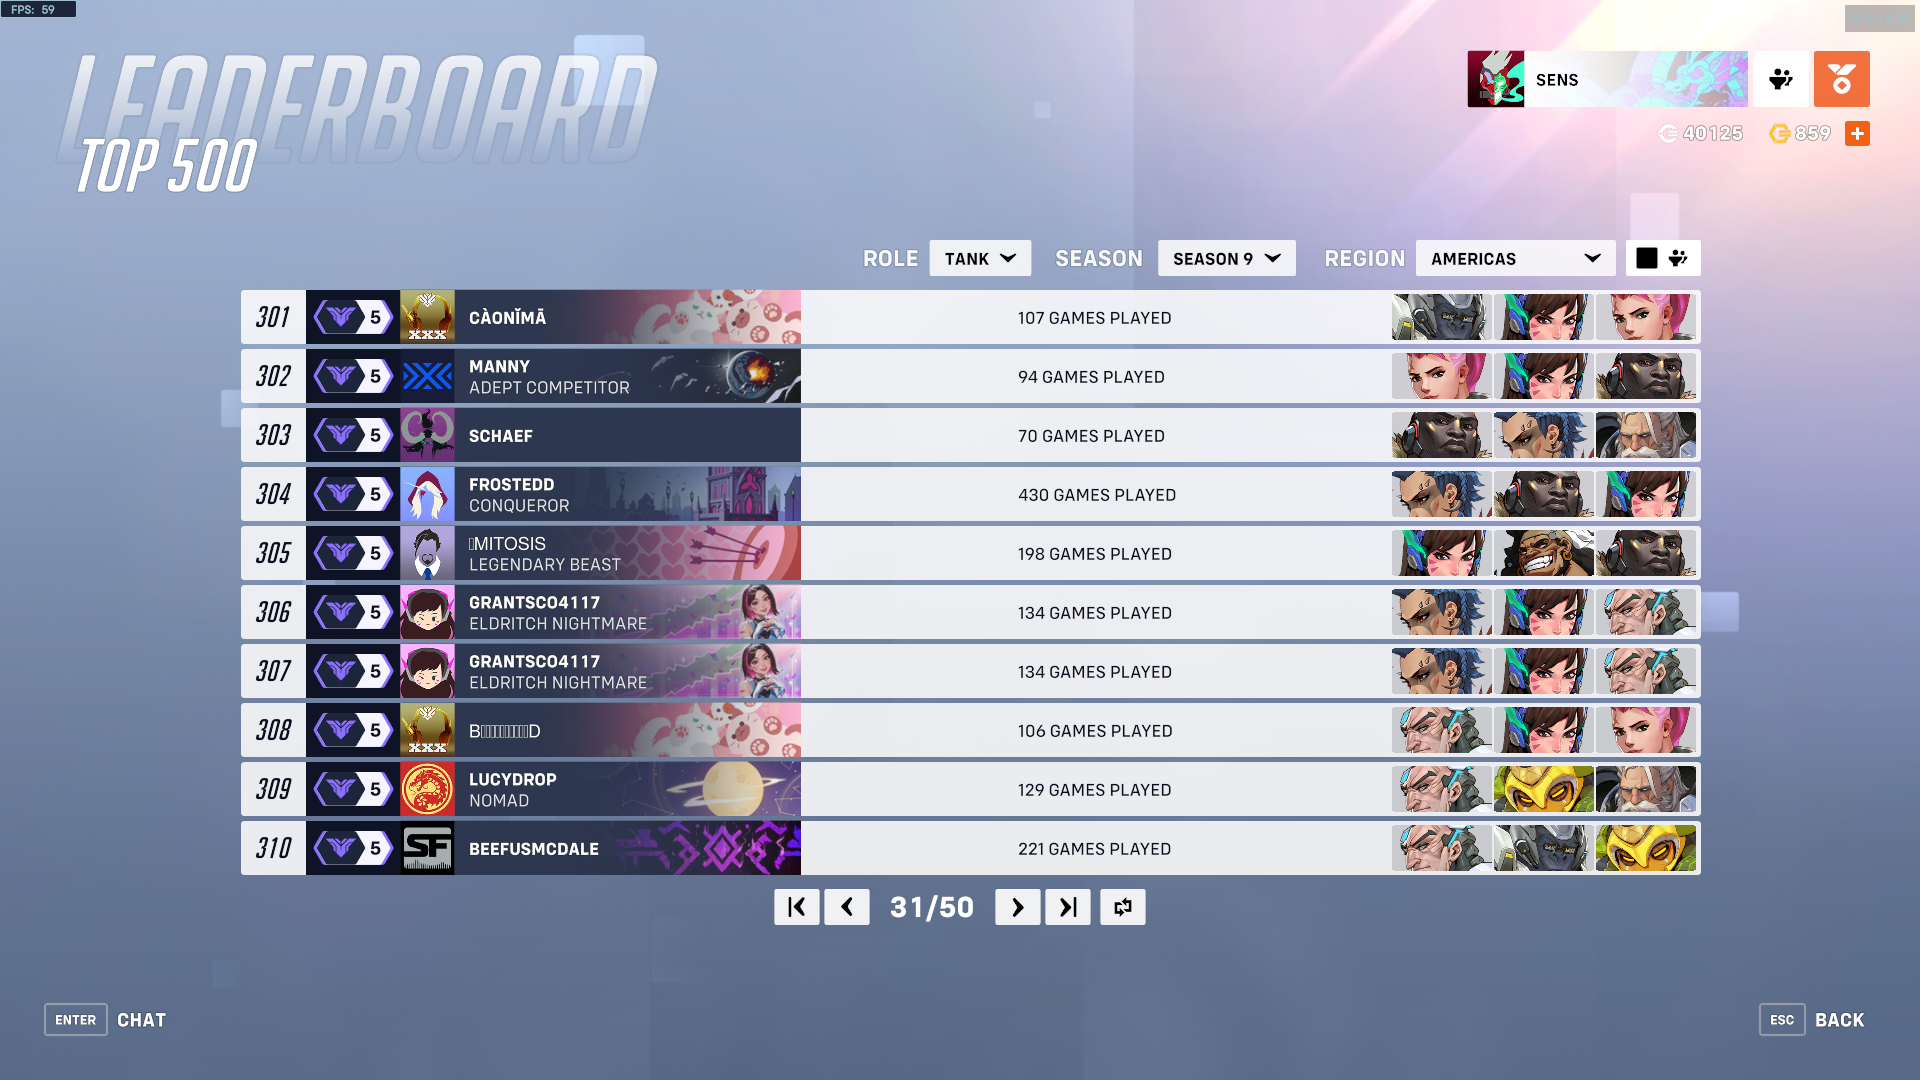 FPS: 59
LEADERBOARD
TOP 500
SENS
40125 859
ROLE TANK SEASON SEASON 9 REGION AMERICAS
301 5 XXX CÀONǏMĀ 107 GAMES PLAYED
302 5 MANNY 94 GAMES PLAYED
ADEPT COMPETITOR
303 5 SCHAEF 70 GAMES PLAYED
304 5 FROSTEDD 430 GAMES PLAYED
CONQUEROR
305 5 MITOSIS 198 GAMES PLAYED
LEGENDARY BEAST
306 5 GRANTSCO4117 134 GAMES PLAYED
ELDRITCH NIGHTMARE
307 5 GRANTSCO4117 134 GAMES PLAYED
ELDRITCH NIGHTMARE
308 5 XXX B▯▯▯▯▯▯▯▯▯D 106 GAMES PLAYED
309 5 LUCYDROP 129 GAMES PLAYED
NOMAD
310 5 SF BEEFUSMCDALE 221 GAMES PLAYED
31/50
ENTER CHAT
ESC BACK